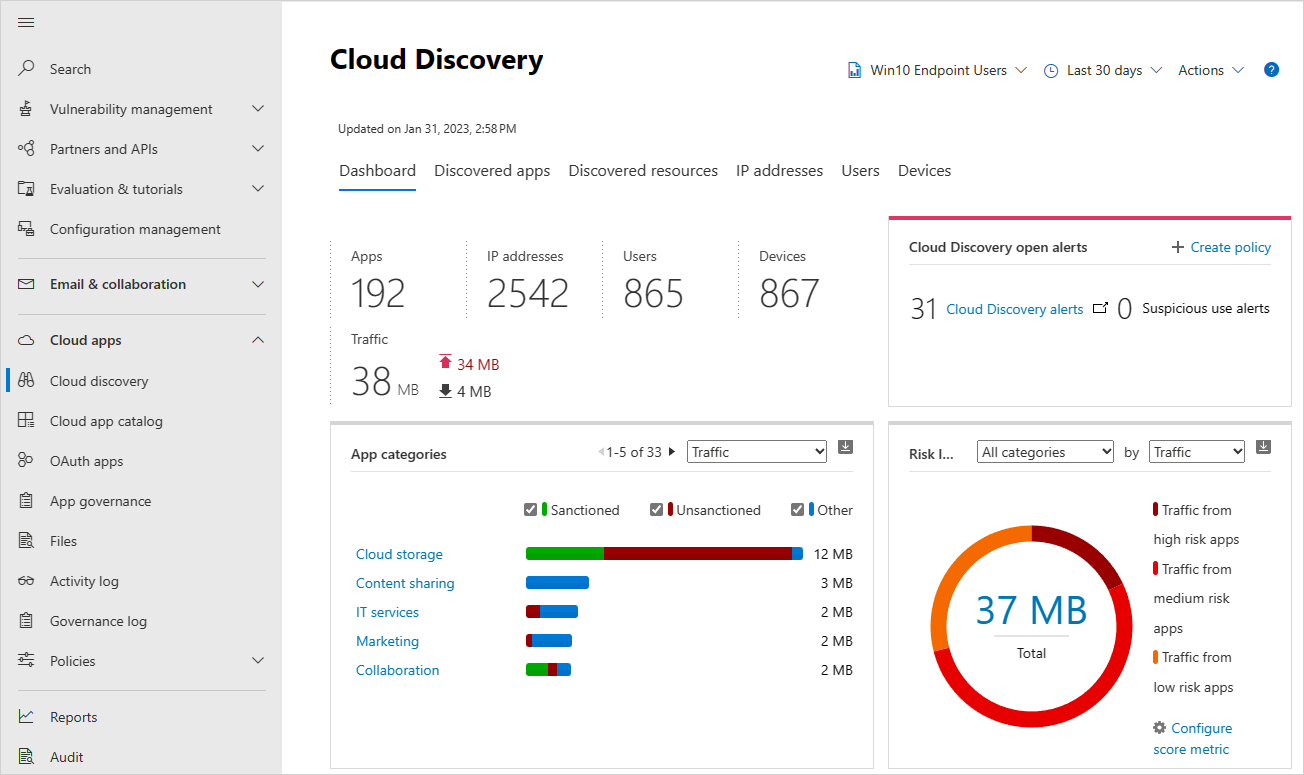 Search
Vulnerability management
Partners and APIs
Evaluation & tutorials
Configuration management
Email & collaboration
Cloud apps
Cloud discovery
Cloud app catalog
OAuth apps
App governance
Files
Activity log
Governance log
Policies
Reports
Audit
Cloud Discovery
Win10 Endpoint Users
Last 30 days
Actions
?
Updated on Jan 31, 2023, 2:58 PM
Dashboard Discovered apps Discovered resources IP addresses Users Devices
Apps
192
IP addresses
2542
Users
865
Devices
867
Traffic
38 MB
34 MB
4 MB
Cloud Discovery open alerts
Create policy
31 Cloud Discovery alerts
0 Suspicious use alerts
App categories
1-5 of 33
Traffic
Sanctioned Unsanctioned Other
Cloud storage 12 MB
Content sharing 3 MB
IT services 2 MB
Marketing 2 MB
Collaboration 2 MB
Risk l...
All categories by Traffic
37 MB
Total
Traffic from
high risk apps
Traffic from
medium risk
apps
Traffic from
low risk apps
Configure
score metric